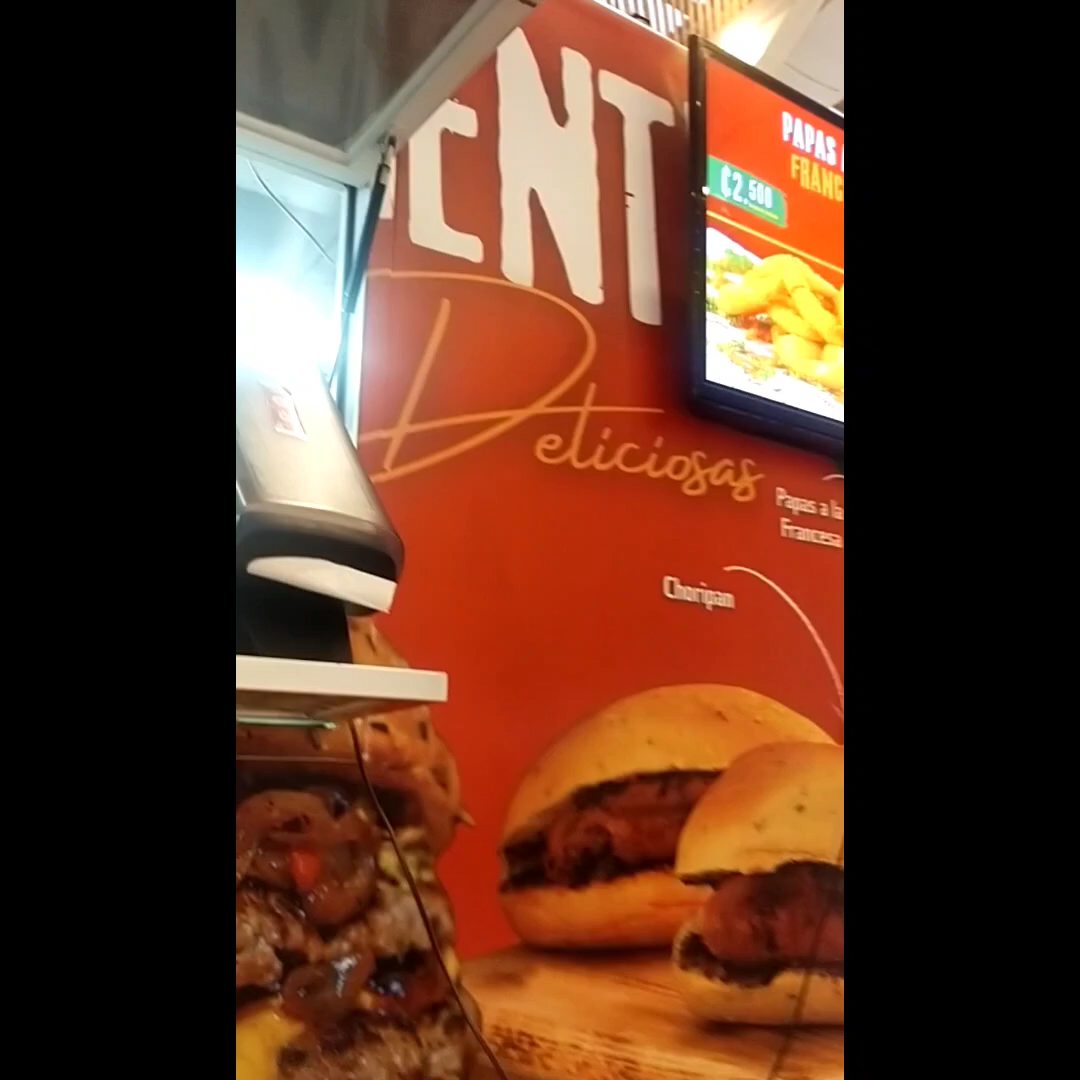 ENT
Deliciosas
PAPAS
FRANC
₡2,500
Papas a la
Francesa
Choripan